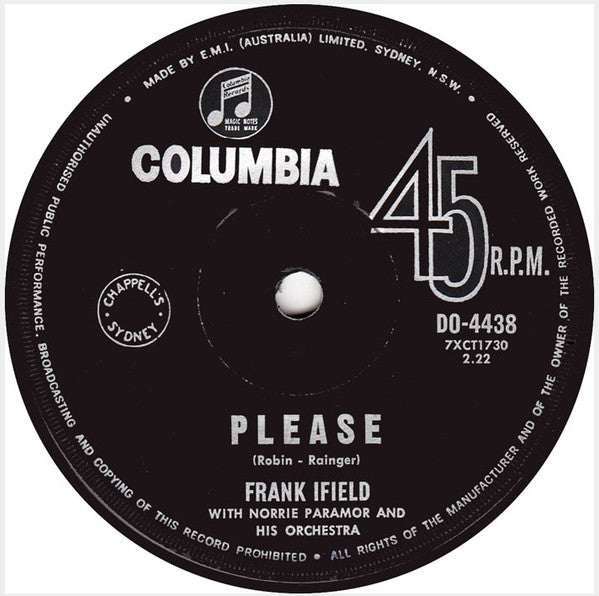 MADE BY E.M.I. (AUSTRALIA) LIMITED. SYDNEY. N.S.W. •
Columbia
Records
MAGIC NOTES
TRADE MARK
COLUMBIA
45
R.P.M.
CHAPPELL'S
• SYDNEY •
DO-4438
7XCT1730
2.22
PLEASE
(Robin - Rainger)
FRANK IFIELD
WITH NORRIE PARAMOR AND
HIS ORCHESTRA
UNAUTHORISED PUBLIC PERFORMANCE, BROADCASTING AND COPYING OF THIS RECORD PROHIBITED • ALL RIGHTS OF THE MANUFACTURER AND OF THE OWNER OF THE RECORDED WORK RESERVED •